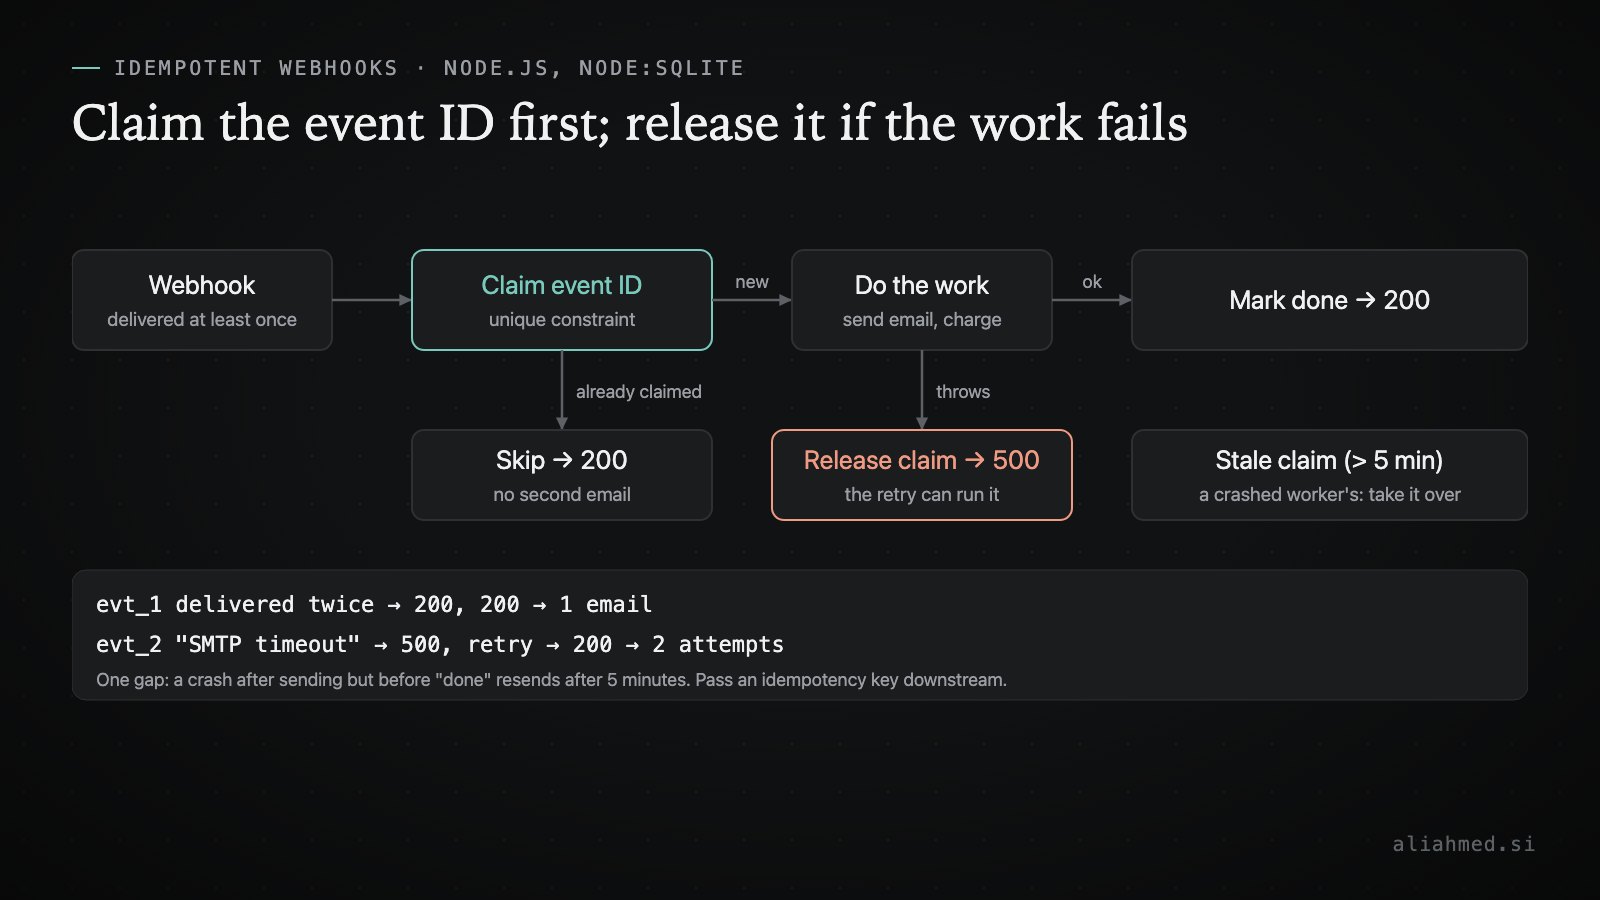 IDEMPOTENT WEBHOOKS · NODE.JS, NODE:SQLITE
Claim the event ID first; release it if the work fails
Webhook
delivered at least once
Claim event ID
unique constraint
new
Do the work
send email, charge
ok
Mark done → 200
already claimed
throws
Skip → 200
no second email
Release claim → 500
the retry can run it
Stale claim (> 5 min)
a crashed worker's: take it over
evt_1 delivered twice → 200, 200 → 1 email
evt_2 "SMTP timeout" → 500, retry → 200 → 2 attempts
One gap: a crash after sending but before "done" resends after 5 minutes. Pass an idempotency key downstream.
aliahmed.si